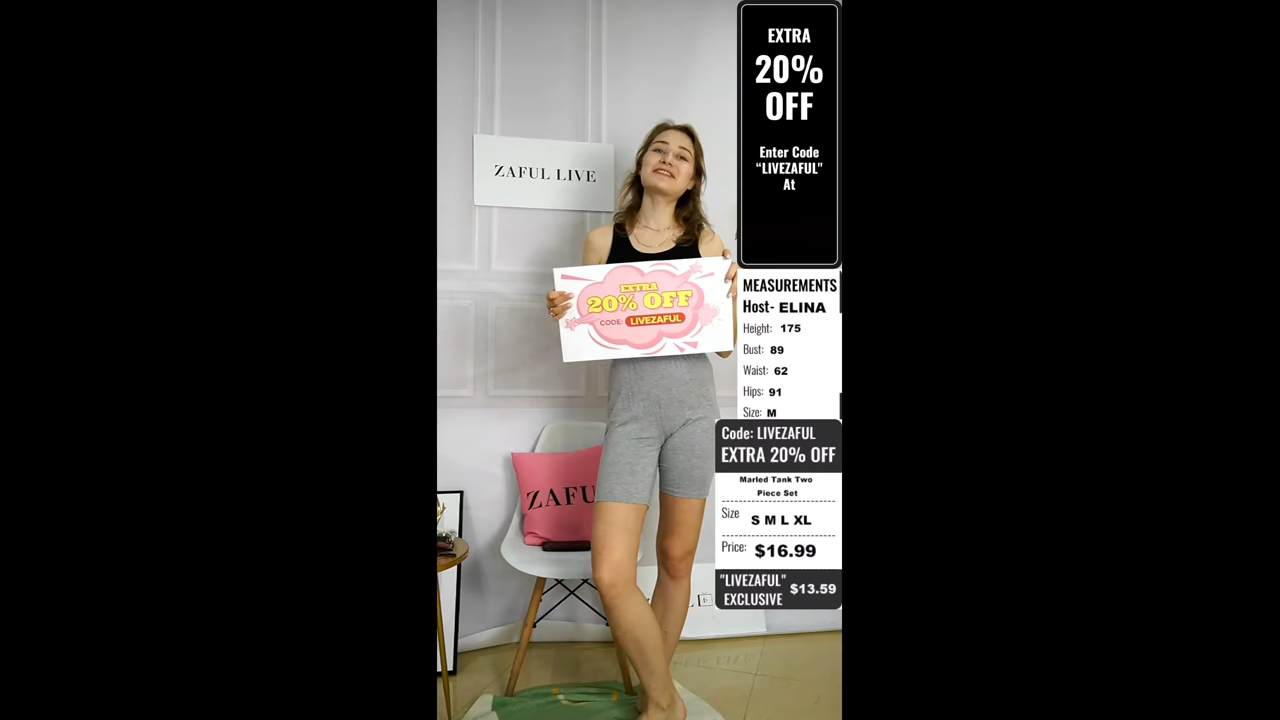 EXTRA
20%
OFF
Enter Code
"LIVEZAFUL"
At
ZAFUL LIVE
EXTRA
20% OFF
CODE: LIVEZAFUL
MEASUREMENTS
Host- ELINA
Height: 175
Bust: 89
Waist: 62
Hips: 91
Size: M
Code: LIVEZAFUL
EXTRA 20% OFF
Marled Tank Two
Piece Set
Size S M L XL
Price: $16.99
"LIVEZAFUL"
EXCLUSIVE $13.59
ZAFU